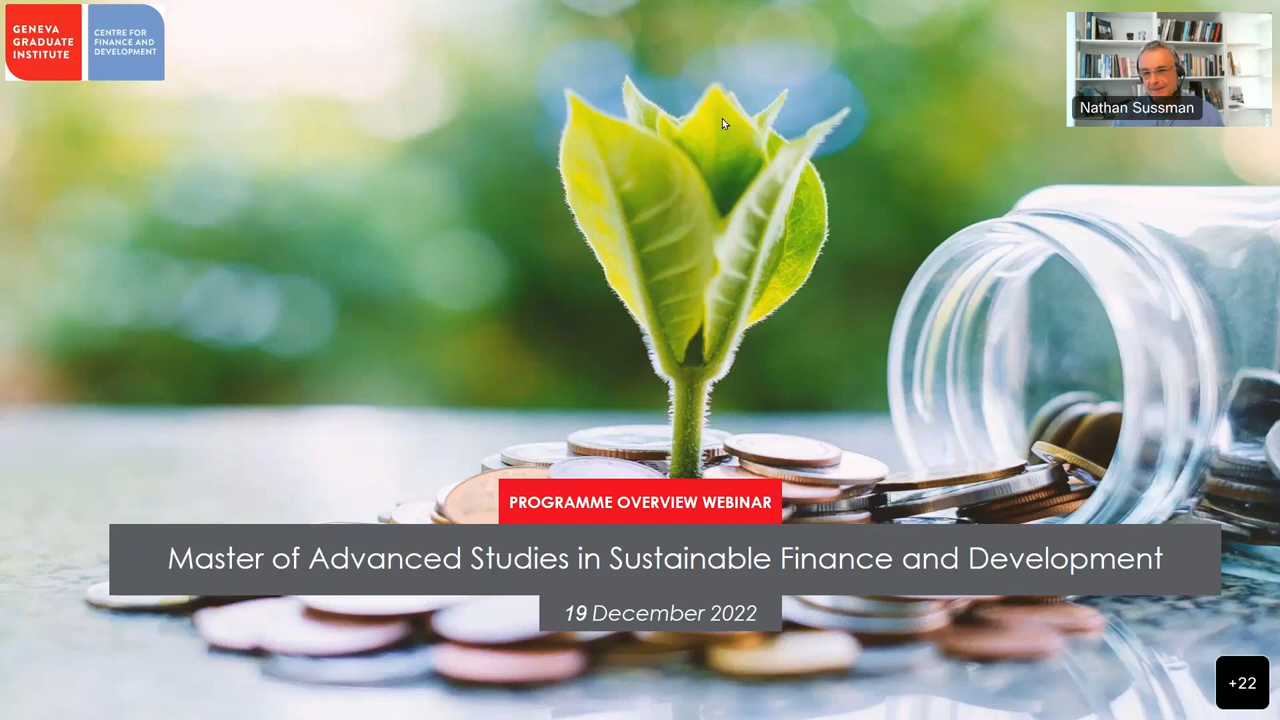 GENEVA
GRADUATE
INSTITUTE
CENTRE FOR
FINANCE AND
DEVELOPMENT
Nathan Sussman
PROGRAMME OVERVIEW WEBINAR
Master of Advanced Studies in Sustainable Finance and Development
19 December 2022
+22